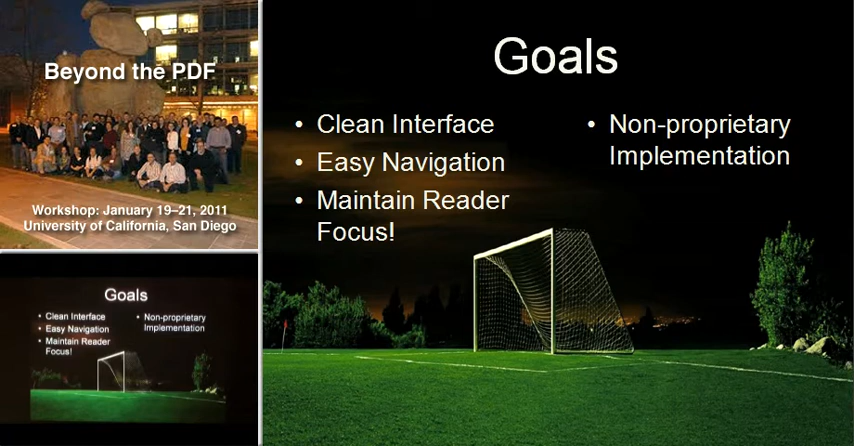 Beyond the PDF
Workshop: January 19–21, 2011
University of California, San Diego
Goals
• Clean Interface
• Easy Navigation
• Maintain Reader
Focus!
• Non-proprietary
Implementation
Goals
• Clean Interface
• Easy Navigation
• Maintain Reader
Focus!
• Non-proprietary
Implementation